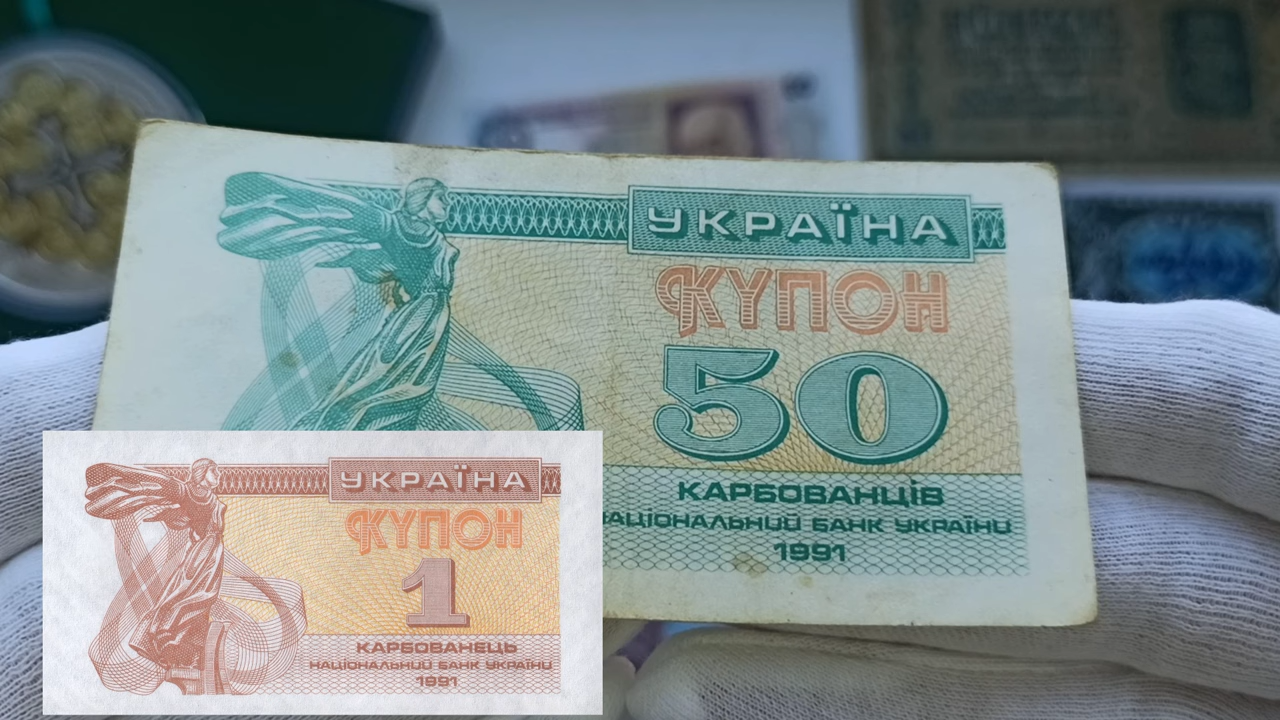 УКРАЇНА
КУПОН
50
КАРБОВАНЦІВ
НАЦІОНАЛЬНИЙ БАНК УКРАЇНИ
1991
УКРАЇНА
КУПОН
1
КАРБОВАНЕЦЬ
НАЦІОНАЛЬНИЙ БАНК УКРАЇНИ
1991